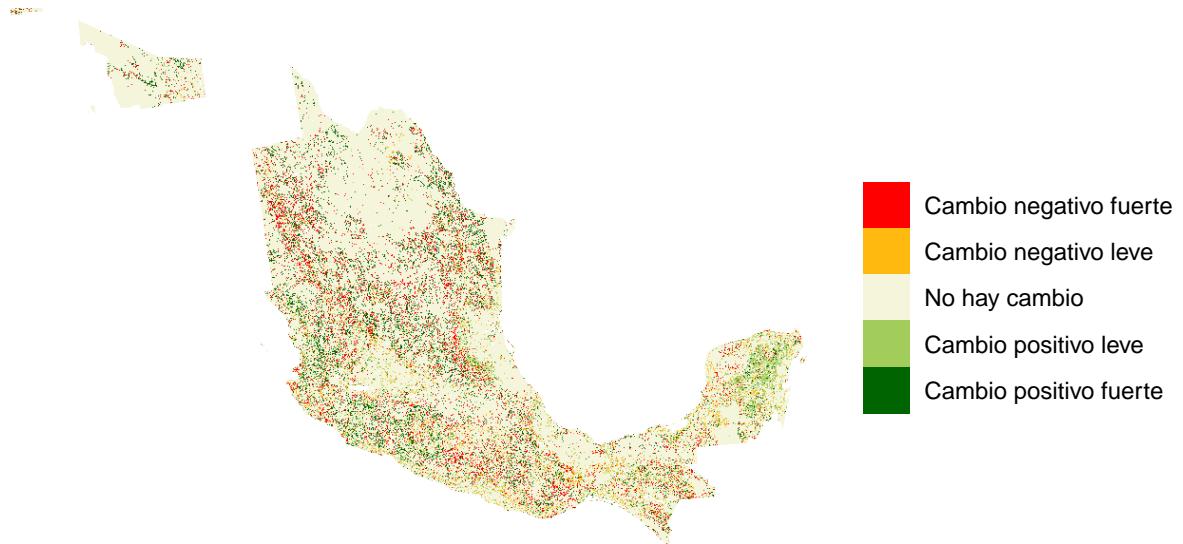 Cambio negativo fuerte
Cambio negativo leve
No hay cambio
Cambio positivo leve
Cambio positivo fuerte